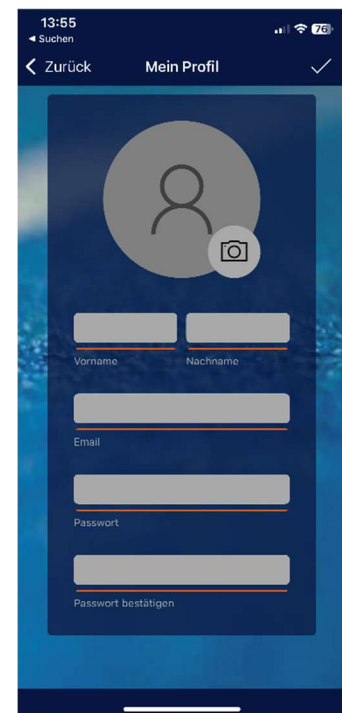 13:55
76
◀ Suchen
Zurück Mein Profil
Vorname Nachname
Email
Passwort
Passwort bestätigen